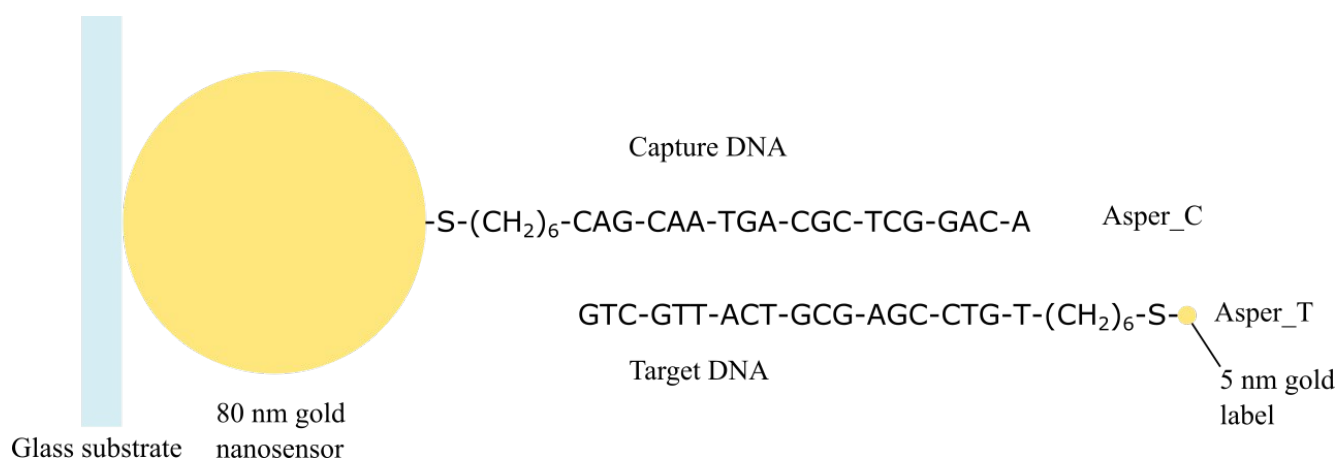 Capture DNA
-S-(CH₂)₆-CAG-CAA-TGA-CGC-TCG-GAC-A
Asper_C
GTC-GTT-ACT-GCG-AGC-CTG-T-(CH₂)₆-S-
Asper_T
Target DNA
5 nm gold
label
80 nm gold
nanosensor
Glass substrate